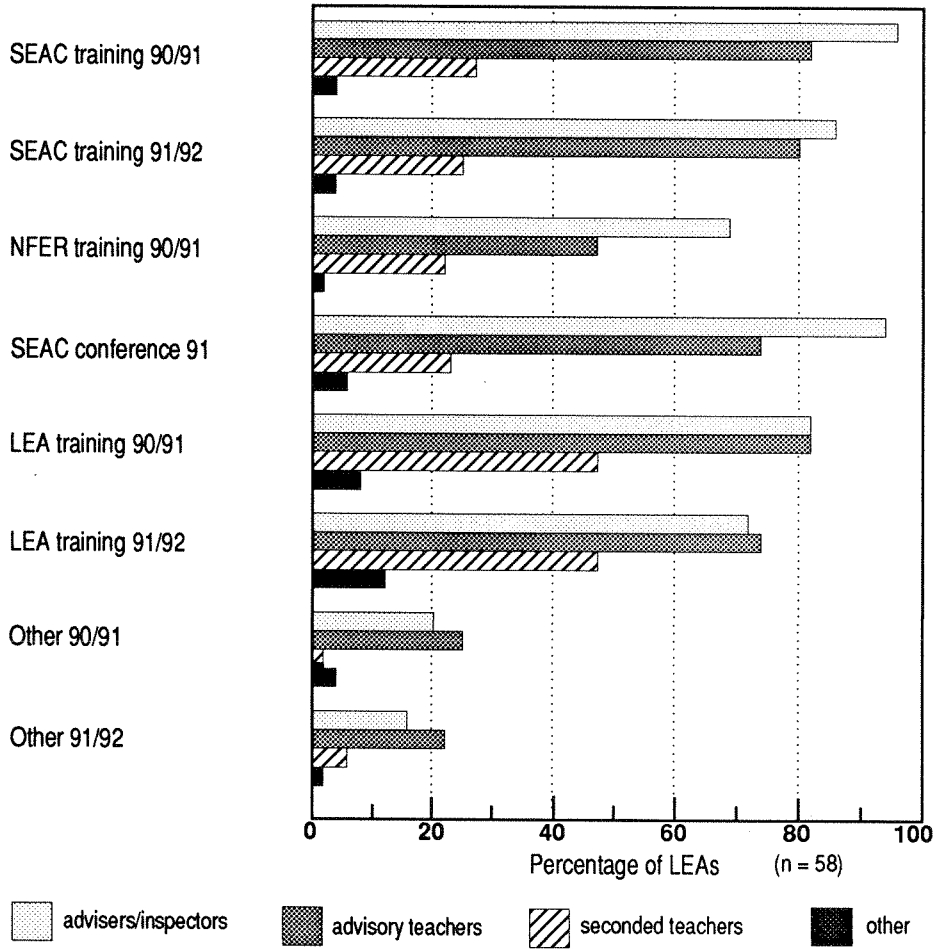 SEAC training 90/91
SEAC training 91/92
NFER training 90/91
SEAC conference 91
LEA training 90/91
LEA training 91/92
Other 90/91
Other 91/92
0 20 40 60 80 100
Percentage of LEAs (n = 58)
advisers/inspectors advisory teachers seconded teachers other